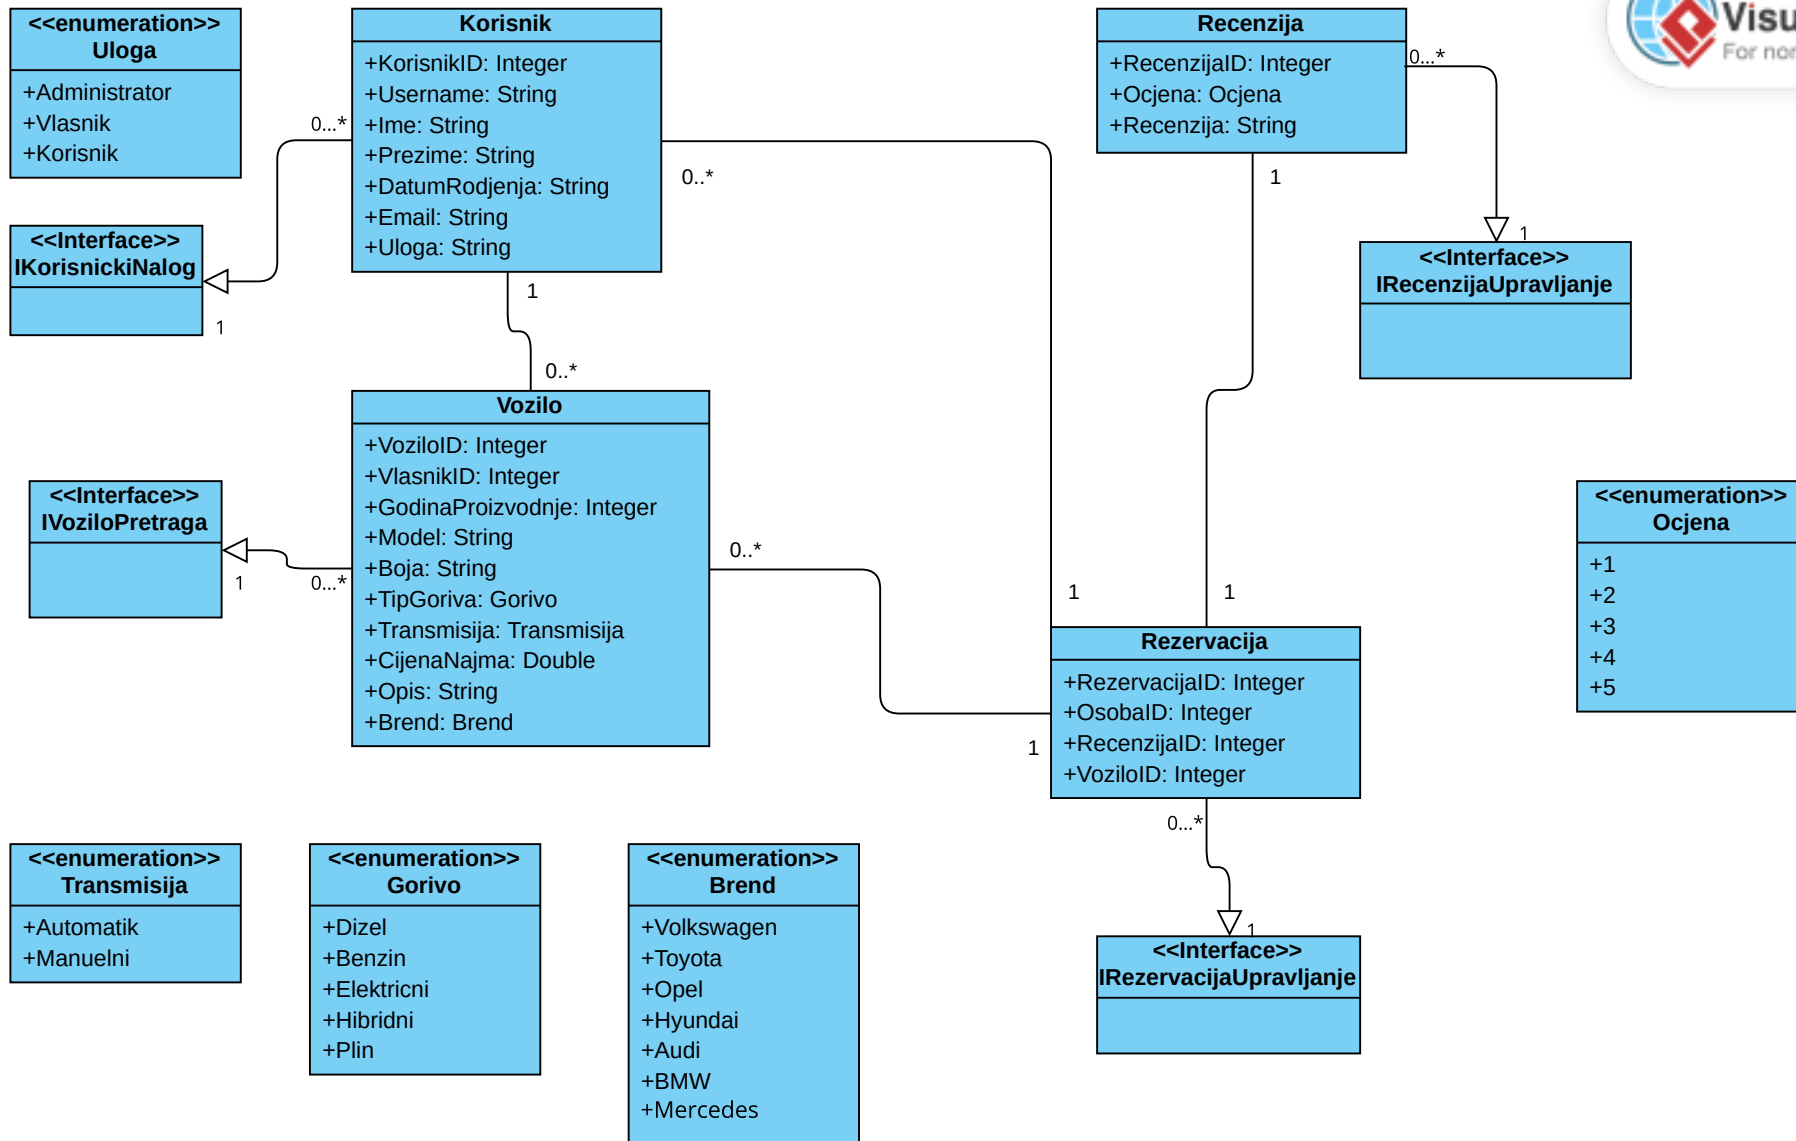 <<enumeration>>
Uloga
+Administrator
+Vlasnik
+Korisnik
Korisnik
+KorisnikID: Integer
+Username: String
+Ime: String
+Prezime: String
+DatumRodjenja: String
+Email: String
+Uloga: String
Recenzija
+RecenzijaID: Integer
+Ocjena: Ocjena
+Recenzija: String
0...*
0...*
0..*
1
1
<<Interface>>
IKorisnickiNalog
1
1
<<Interface>>
IRecenzijaUpravljanje
0..*
Vozilo
+VoziloID: Integer
+VlasnikID: Integer
+GodinaProizvodnje: Integer
+Model: String
+Boja: String
+TipGoriva: Gorivo
+Transmisija: Transmisija
+CijenaNajma: Double
+Opis: String
+Brend: Brend
<<Interface>>
IVoziloPretraga
1
0...*
0..*
1
1
1
Rezervacija
+RezervacijaID: Integer
+OsobaID: Integer
+RecenzijaID: Integer
+VoziloID: Integer
<<enumeration>>
Ocjena
+1
+2
+3
+4
+5
0...*
1
<<Interface>>
IRezervacijaUpravljanje
<<enumeration>>
Transmisija
+Automatik
+Manuelni
<<enumeration>>
Gorivo
+Dizel
+Benzin
+Elektricni
+Hibridni
+Plin
<<enumeration>>
Brend
+Volkswagen
+Toyota
+Opel
+Hyundai
+Audi
+BMW
+Mercedes
For